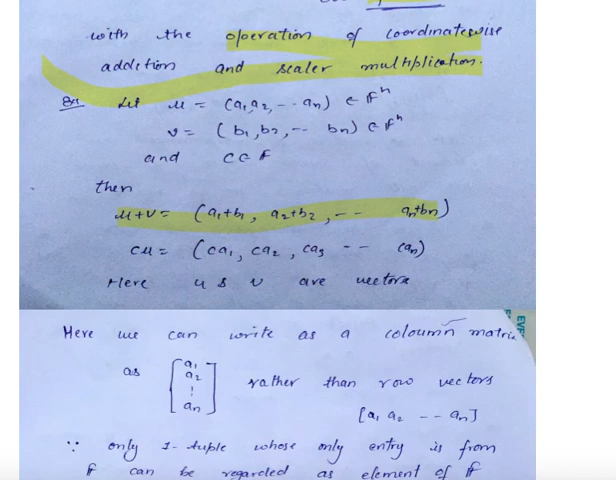 with the operation of coordinatewise
addition and scaler multiplication.
Ex. Let u = (a1, a2, -- an) ∈ Fⁿ
v = (b1, b2, -- bn) ∈ Fⁿ
and c ∈ F
then
u+v = (a1+b1, a2+b2, -- an+bn)
cu = (ca1, ca2, ca3 -- can)
Here u & v are vectors
Here we can write as a coloumn matrix
as [a1 a2 ⋮ an] rather than row vectors
[a1 a2 -- an]
∵ only 1-tuple whose only entry is from
F can be regarded as element of F